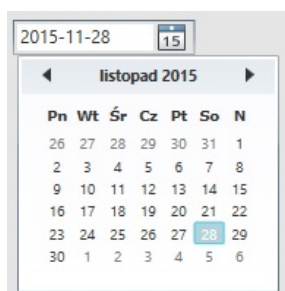 2015-11-28 15
listopad 2015
Pn Wt Śr Cz Pt So N
26 27 28 29 30 31 1
2 3 4 5 6 7 8
9 10 11 12 13 14 15
16 17 18 19 20 21 22
23 24 25 26 27 28 29
30 1 2 3 4 5 6